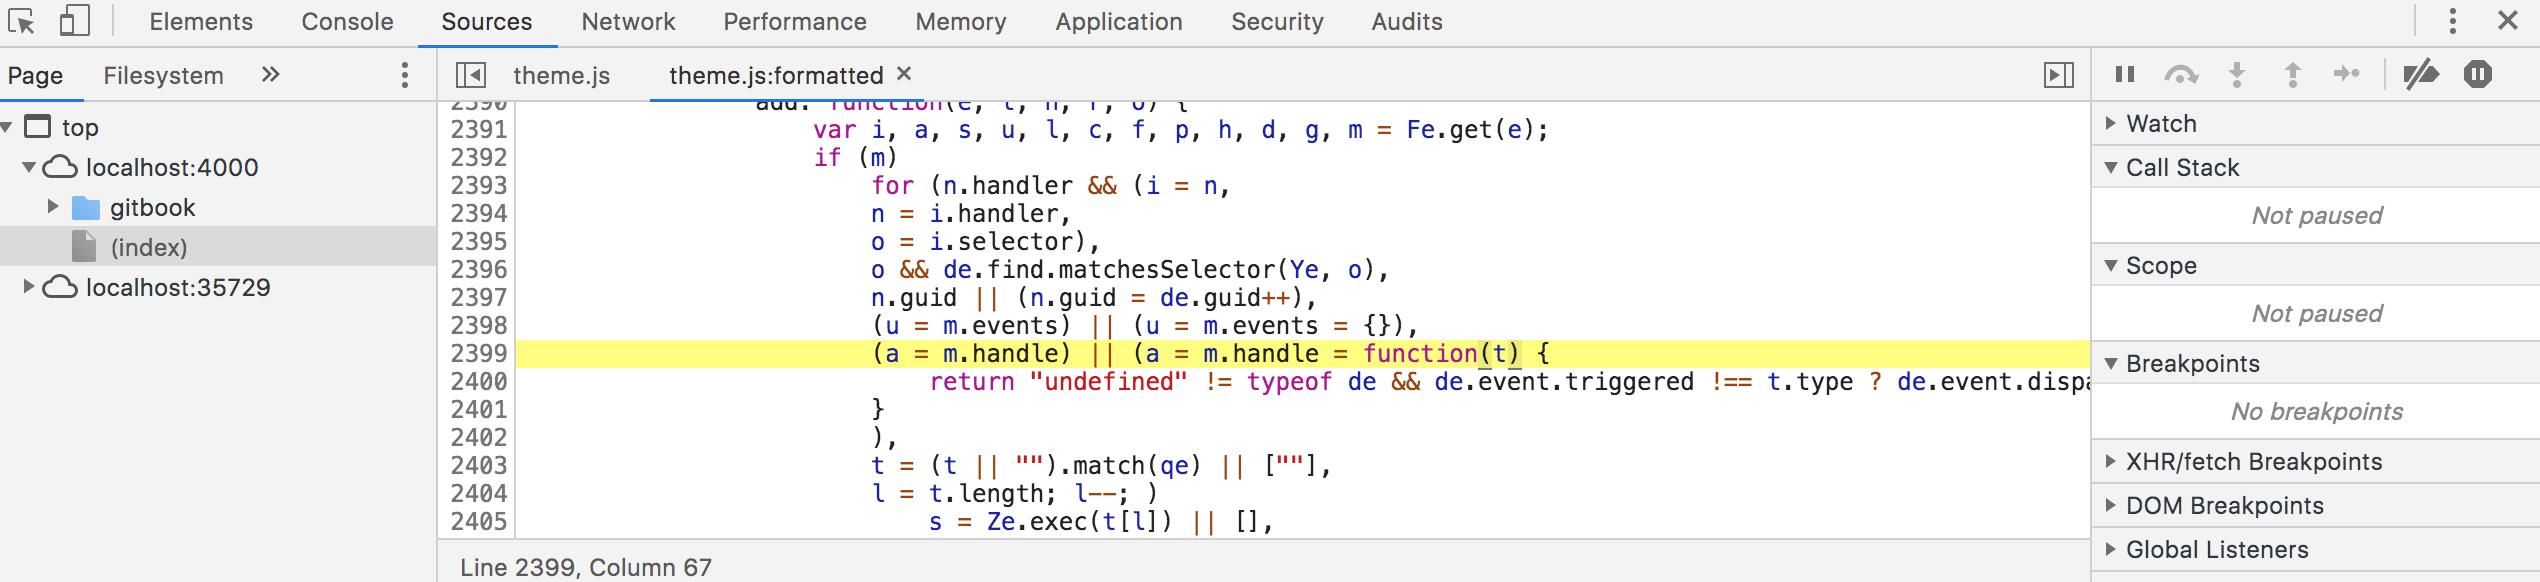 Elements Console Sources Network Performance Memory Application Security Audits
Page Filesystem » theme.js theme.js:formatted ×
top
localhost:4000
gitbook
(index)
localhost:35729
2390 add: function(e, t, n, r, o) {
2391 var i, a, s, u, l, c, f, p, h, d, g, m = Fe.get(e);
2392 if (m)
2393 for (n.handler && (i = n,
2394 n = i.handler,
2395 o = i.selector),
2396 o && de.find.matchesSelector(Ye, o),
2397 n.guid || (n.guid = de.guid++),
2398 (u = m.events) || (u = m.events = {}),
2399 (a = m.handle) || (a = m.handle = function(t) {
2400 return "undefined" != typeof de && de.event.triggered !== t.type ? de.event.dispa
2401 }
2402 ),
2403 t = (t || "").match(qe) || [""],
2404 l = t.length; l--; )
2405 s = Ze.exec(t[l]) || [],
Line 2399, Column 67
Watch
Call Stack
Not paused
Scope
Not paused
Breakpoints
No breakpoints
XHR/fetch Breakpoints
DOM Breakpoints
Global Listeners